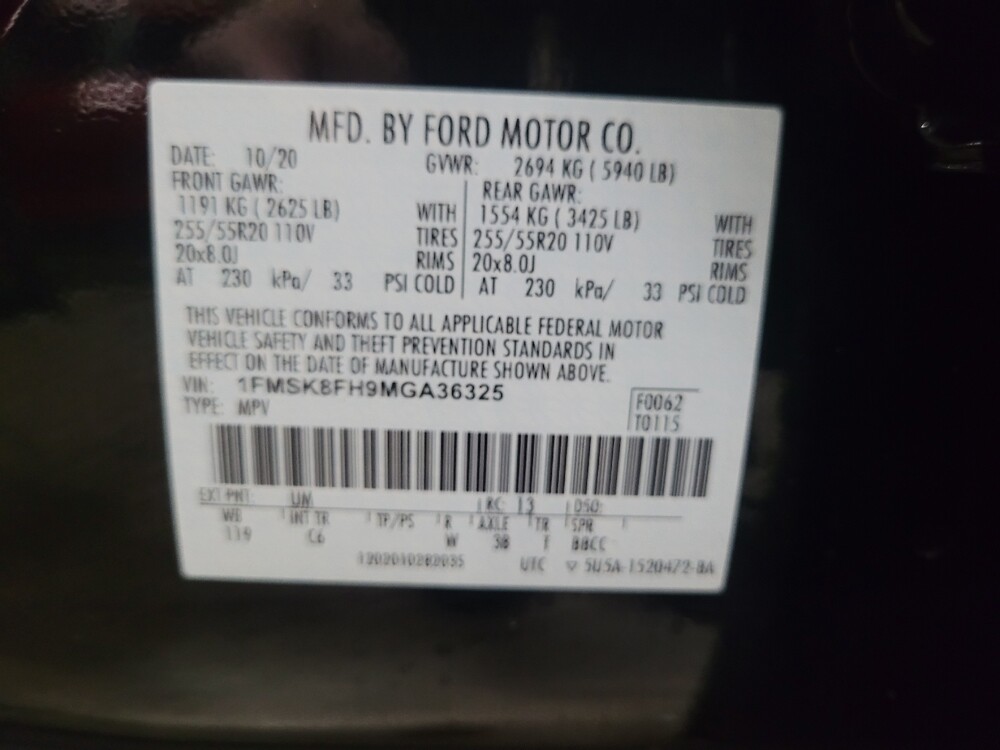 MFD. BY FORD MOTOR CO.
DATE: 10/20 GVWR: 2694 KG ( 5940 LB)
FRONT GAWR: REAR GAWR:
1191 KG ( 2625 LB) WITH 1554 KG ( 3425 LB) WITH
255/55R20 110V TIRES 255/55R20 110V TIRES
20x8.0J RIMS 20x8.0J RIMS
AT 230 kPa/ 33 PSI COLD AT 230 kPa/ 33 PSI COLD
THIS VEHICLE CONFORMS TO ALL APPLICABLE FEDERAL MOTOR
VEHICLE SAFETY AND THEFT PREVENTION STANDARDS IN
EFFECT ON THE DATE OF MANUFACTURE SHOWN ABOVE.
VIN: 1FMSK8FH9MGA36325
TYPE: MPV
F0062
T0115
EXT PNT: UM RC: 13 DSO:
WB INT TR TP/PS R AXLE TR SPR
119 C6 W 3B BBCC
UTC